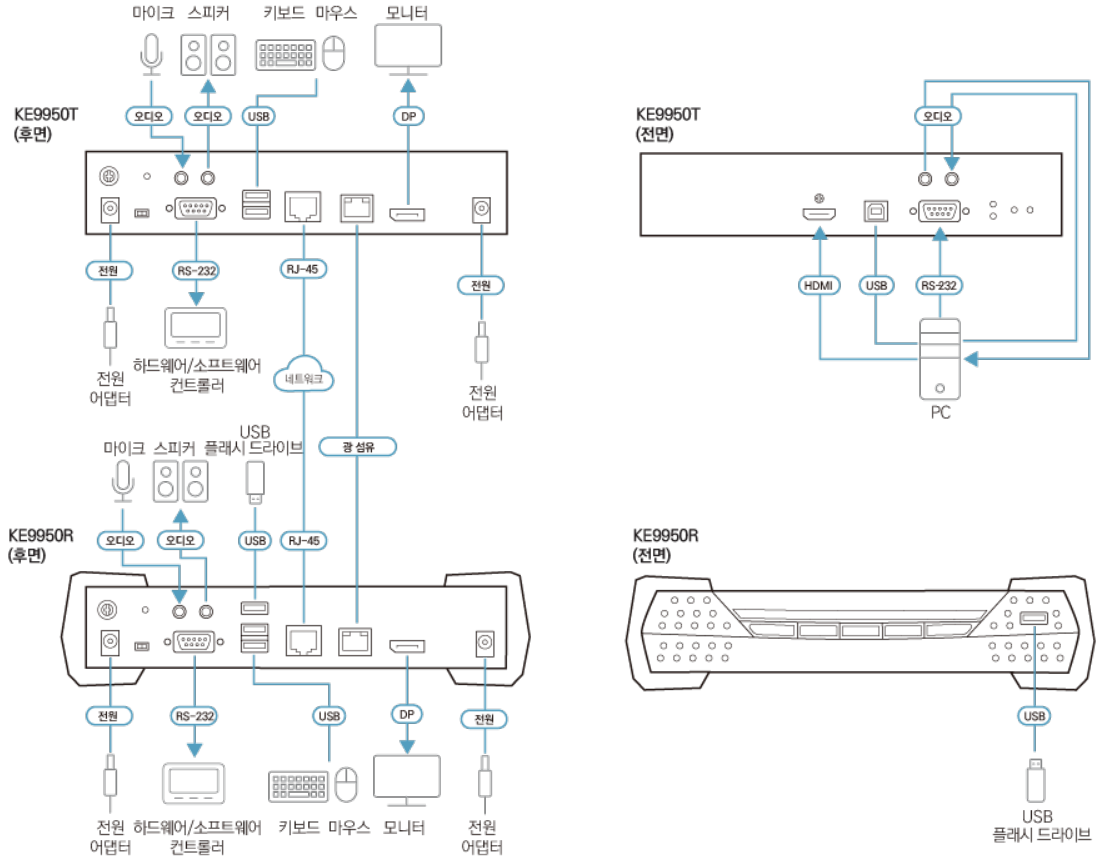 마이크 스피커 키보드 마우스 모니터
KE9950T
(후면)
오디오 오디오 USB DP
전원 RS-232 RJ-45 전원
네트워크
전원
어댑터
하드웨어/소프트웨어
컨트롤러
전원
어댑터
KE9950T
(전면)
오디오
HDMI USB RS-232
PC
마이크 스피커 USB
플래시 드라이브
광 섬유
KE9950R
(후면)
오디오 오디오 USB RJ-45
전원 RS-232 USB DP 전원
전원
어댑터
하드웨어/소프트웨어
컨트롤러
키보드 마우스 모니터
전원
어댑터
KE9950R
(전면)
USB
USB
플래시 드라이브